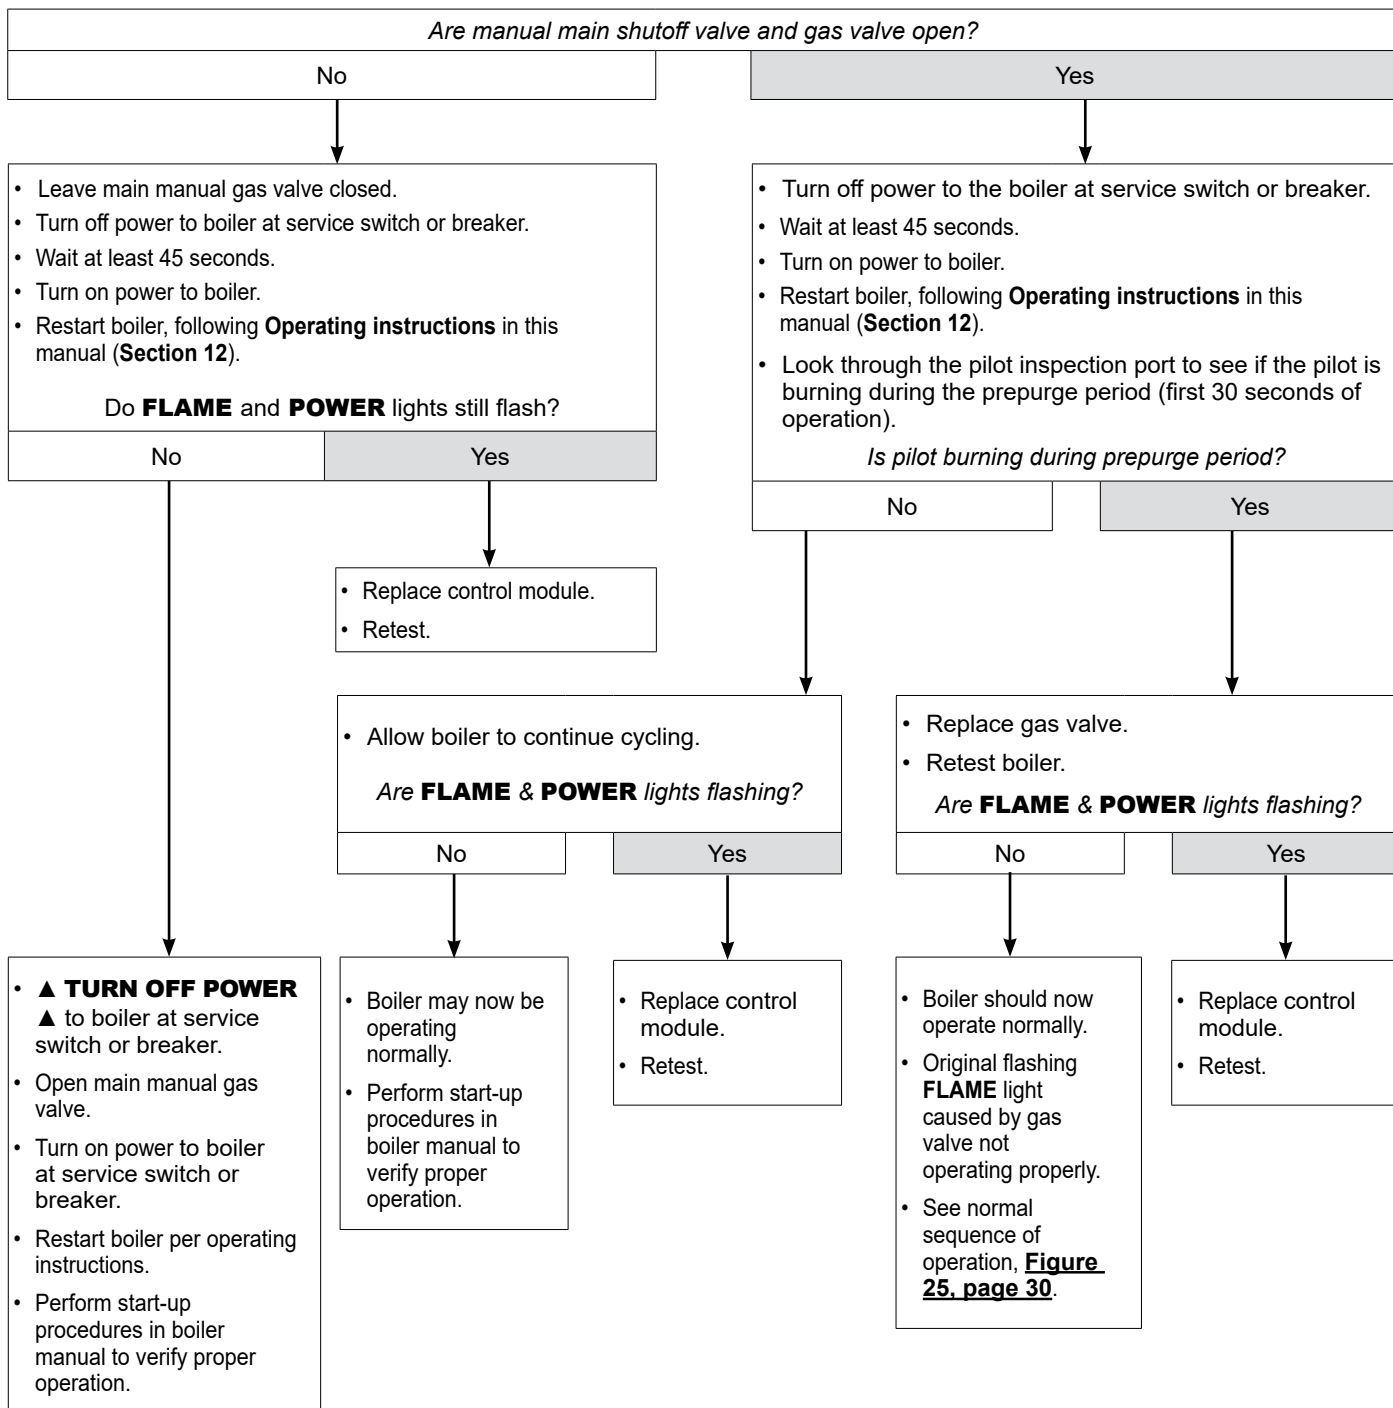 Are manual main shutoff valve and gas valve open?
No
Yes
• Leave main manual gas valve closed.
• Turn off power to boiler at service switch or breaker.
• Wait at least 45 seconds.
• Turn on power to boiler.
• Restart boiler, following Operating instructions in this
manual (Section 12).
Do FLAME and POWER lights still flash?
No
Yes
• Turn off power to the boiler at service switch or breaker.
• Wait at least 45 seconds.
• Turn on power to boiler.
• Restart boiler, following Operating instructions in this
manual (Section 12).
• Look through the pilot inspection port to see if the pilot is
burning during the prepurge period (first 30 seconds of
operation).
Is pilot burning during prepurge period?
No
Yes
• Replace control module.
• Retest.
• Allow boiler to continue cycling.
Are FLAME & POWER lights flashing?
No
Yes
• Replace gas valve.
• Retest boiler.
Are FLAME & POWER lights flashing?
No
Yes
• ▲ TURN OFF POWER
▲ to boiler at service
switch or breaker.
• Open main manual gas
valve.
• Turn on power to boiler
at service switch or
breaker.
• Restart boiler per operating
instructions.
• Perform start-up
procedures in boiler
manual to verify proper
operation.
• Boiler may now be
operating
normally.
• Perform start-up
procedures in
boiler manual to
verify proper
operation.
• Replace control
module.
• Retest.
• Boiler should now
operate normally.
• Original flashing
FLAME light
caused by gas
valve not
operating properly.
• See normal
sequence of
operation, Figure
25, page 30.
• Replace control
module.
• Retest.